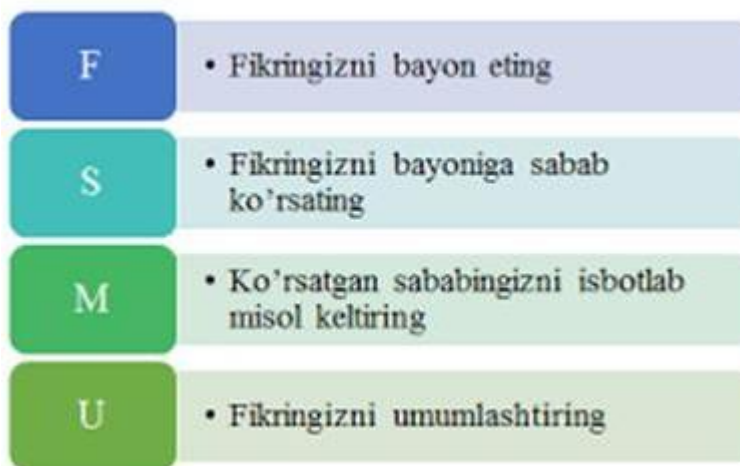 F
• Fikringizni bayon eting
S
• Fikringizni bayoniga sabab
ko’rsating
M
• Ko’rsatgan sababingizni isbotlab
misol keltiring
U
• Fikringizni umumlashtiring